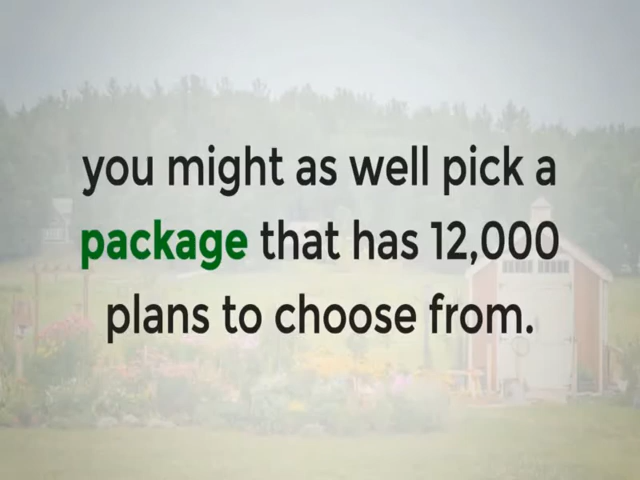 you might as well pick a
package that has 12,000
plans to choose from.